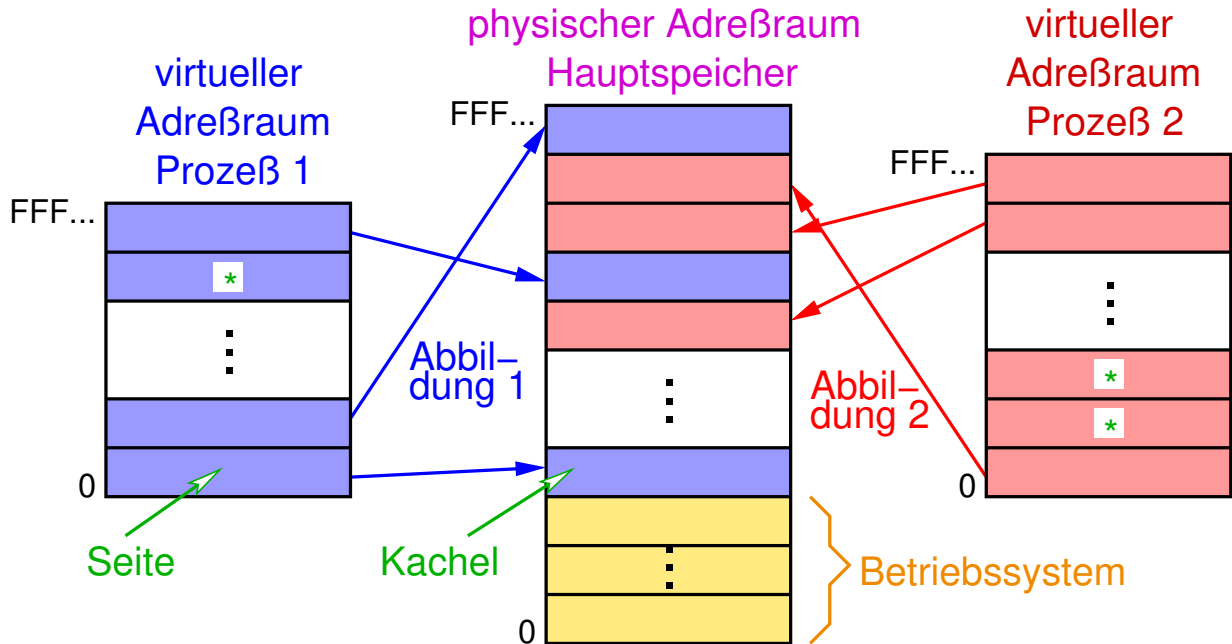 physischer Adreßraum
Hauptspeicher
virtueller
Adreßraum
Prozeß 1
virtueller
Adreßraum
Prozeß 2
FFF...
FFF...
FFF...
*
Abbil–
dung 1
Abbil–
dung 2
*
*
0
0
Seite
Kachel
Betriebssystem
0